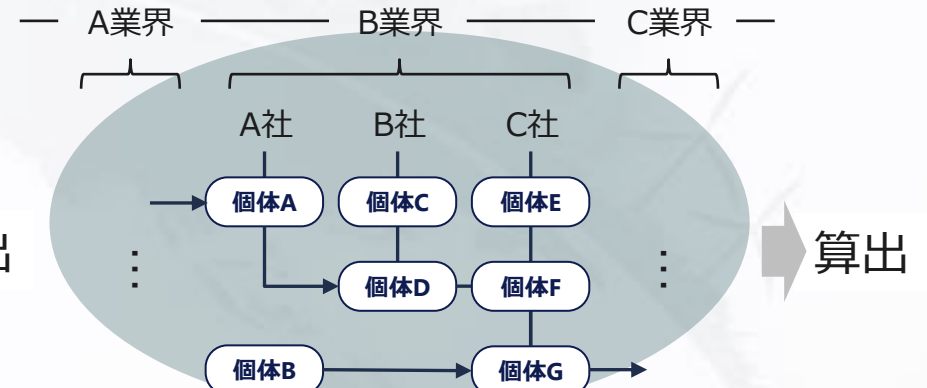 A業界 B業界 C業界
A社 B社 C社
個体A 個体C 個体E
個体D 個体F
個体B 個体G
出
算出